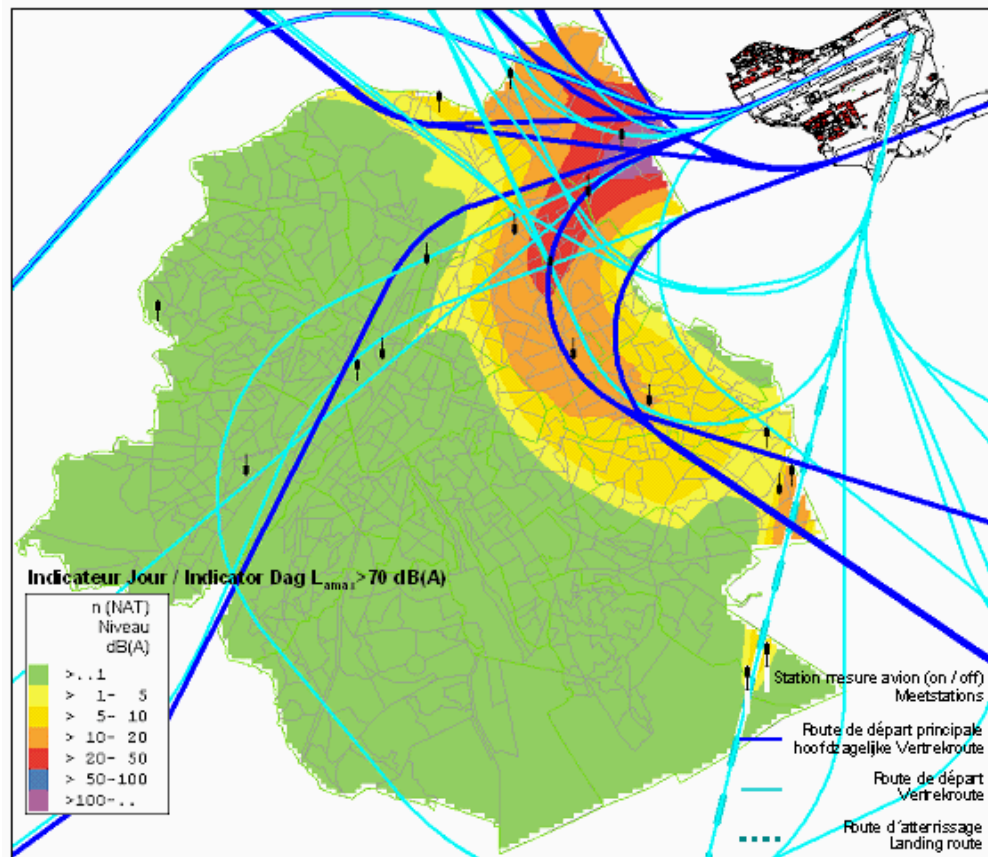 Indicateur Jour / Indicator Dag Lamax>70 dB(A)
n (NAT)
Niveau
dB(A)
>..1
> 1- 5
> 5- 10
> 10- 20
> 20- 50
> 50-100
>100-..
Station mesure avion (on / off)
Meetstations
Route de départ principale
hoofdzagelijke Vertrekroute
Route de départ
Vertrekroute
Route d'atterrissage
Landing route